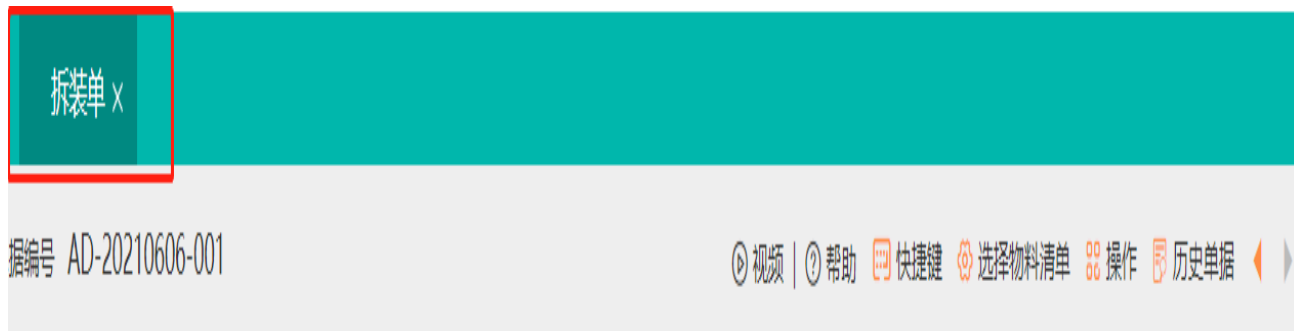 拆装单 ×
据编号 AD-20210606-001
视频 | 帮助 快捷键 选择物料清单 操作 历史单据